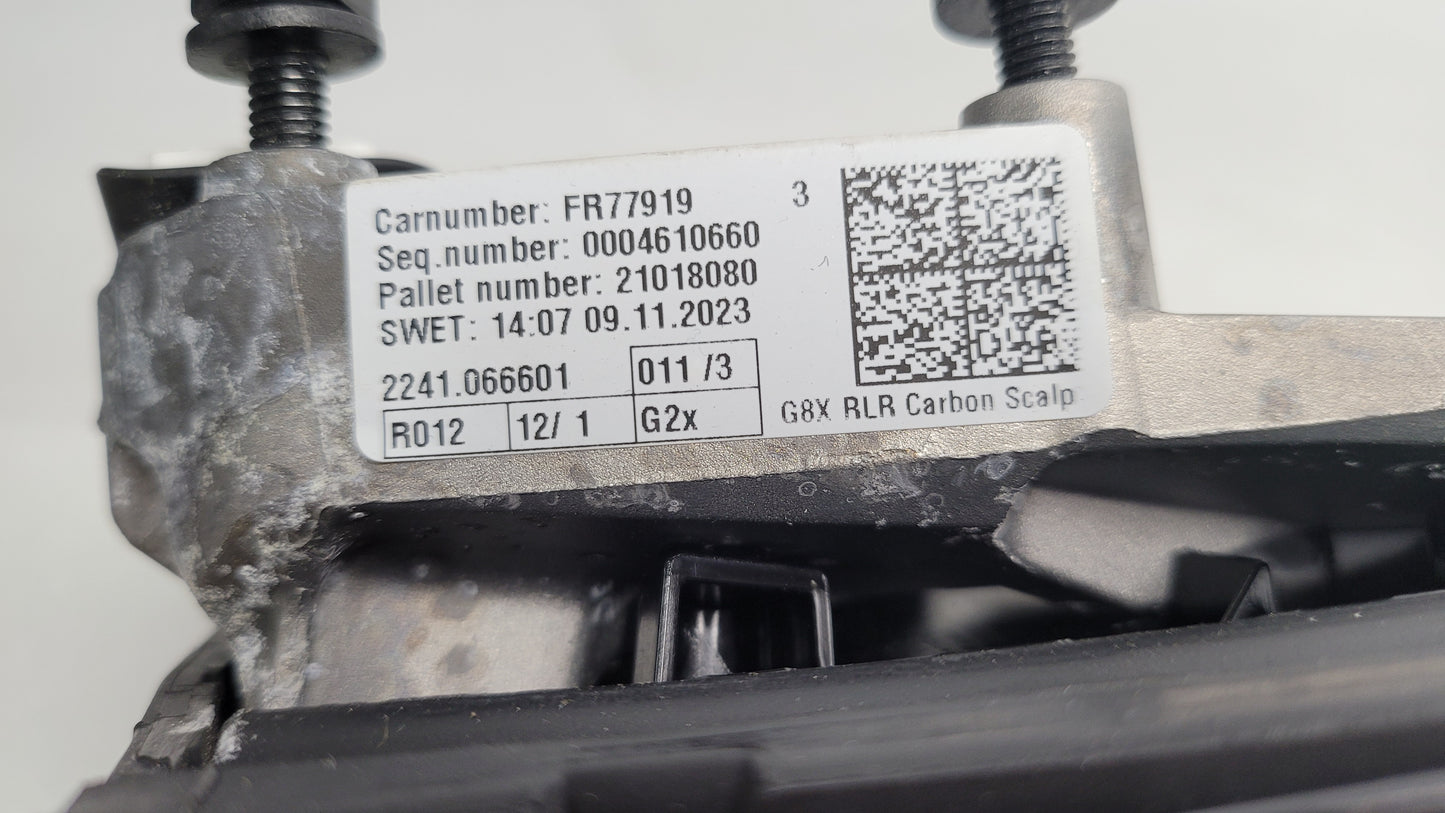 Carnumber: FR77919 3
Seq.number: 0004610660
Pallet number: 21018080
SWET: 14:07 09.11.2023
2241.066601 011 /3
R012 12/ 1 G2x
G8X RLR Carbon Scalp